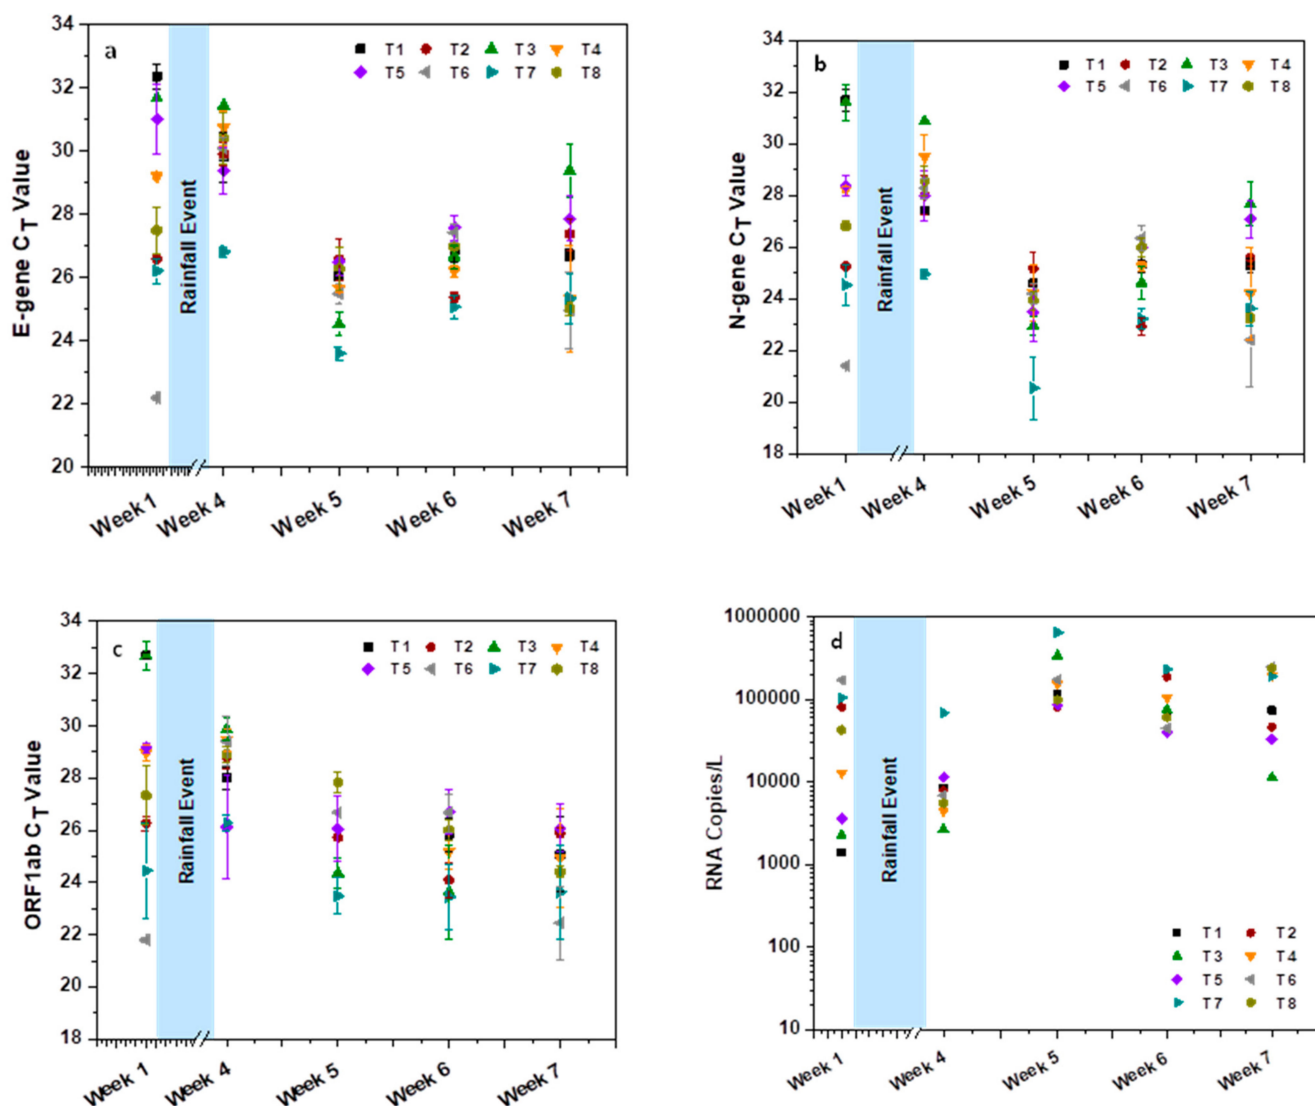 a
T1 T2 T3 T4
T5 T6 T7 T8
E-gene CT Value
34
32
30
28
26
24
22
20
Rainfall Event
Week 1 Week 4 Week 5 Week 6 Week 7
b
T1 T2 T3 T4
T5 T6 T7 T8
N-gene CT Value
34
32
30
28
26
24
22
20
18
Rainfall Event
Week 1 Week 4 Week 5 Week 6 Week 7
c
T1 T2 T3 T4
T5 T6 T7 T8
ORF1ab CT Value
34
32
30
28
26
24
22
20
18
Rainfall Event
Week 1 Week 4 Week 5 Week 6 Week 7
d
RNA Copies/L
1000000
100000
10000
1000
100
10
Rainfall Event
T1 T2
T3 T4
T5 T6
T7 T8
Week 1 Week 4 Week 5 Week 6 Week 7